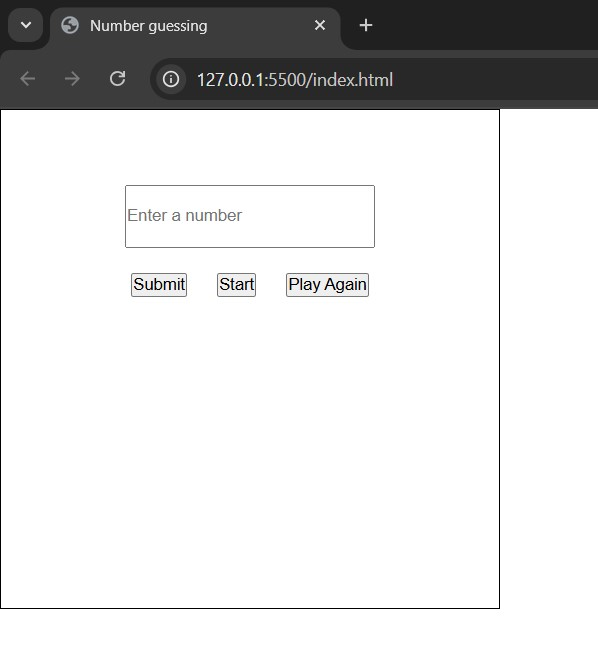 Number guessing
127.0.0.1:5500/index.html
Enter a number
Submit Start Play Again